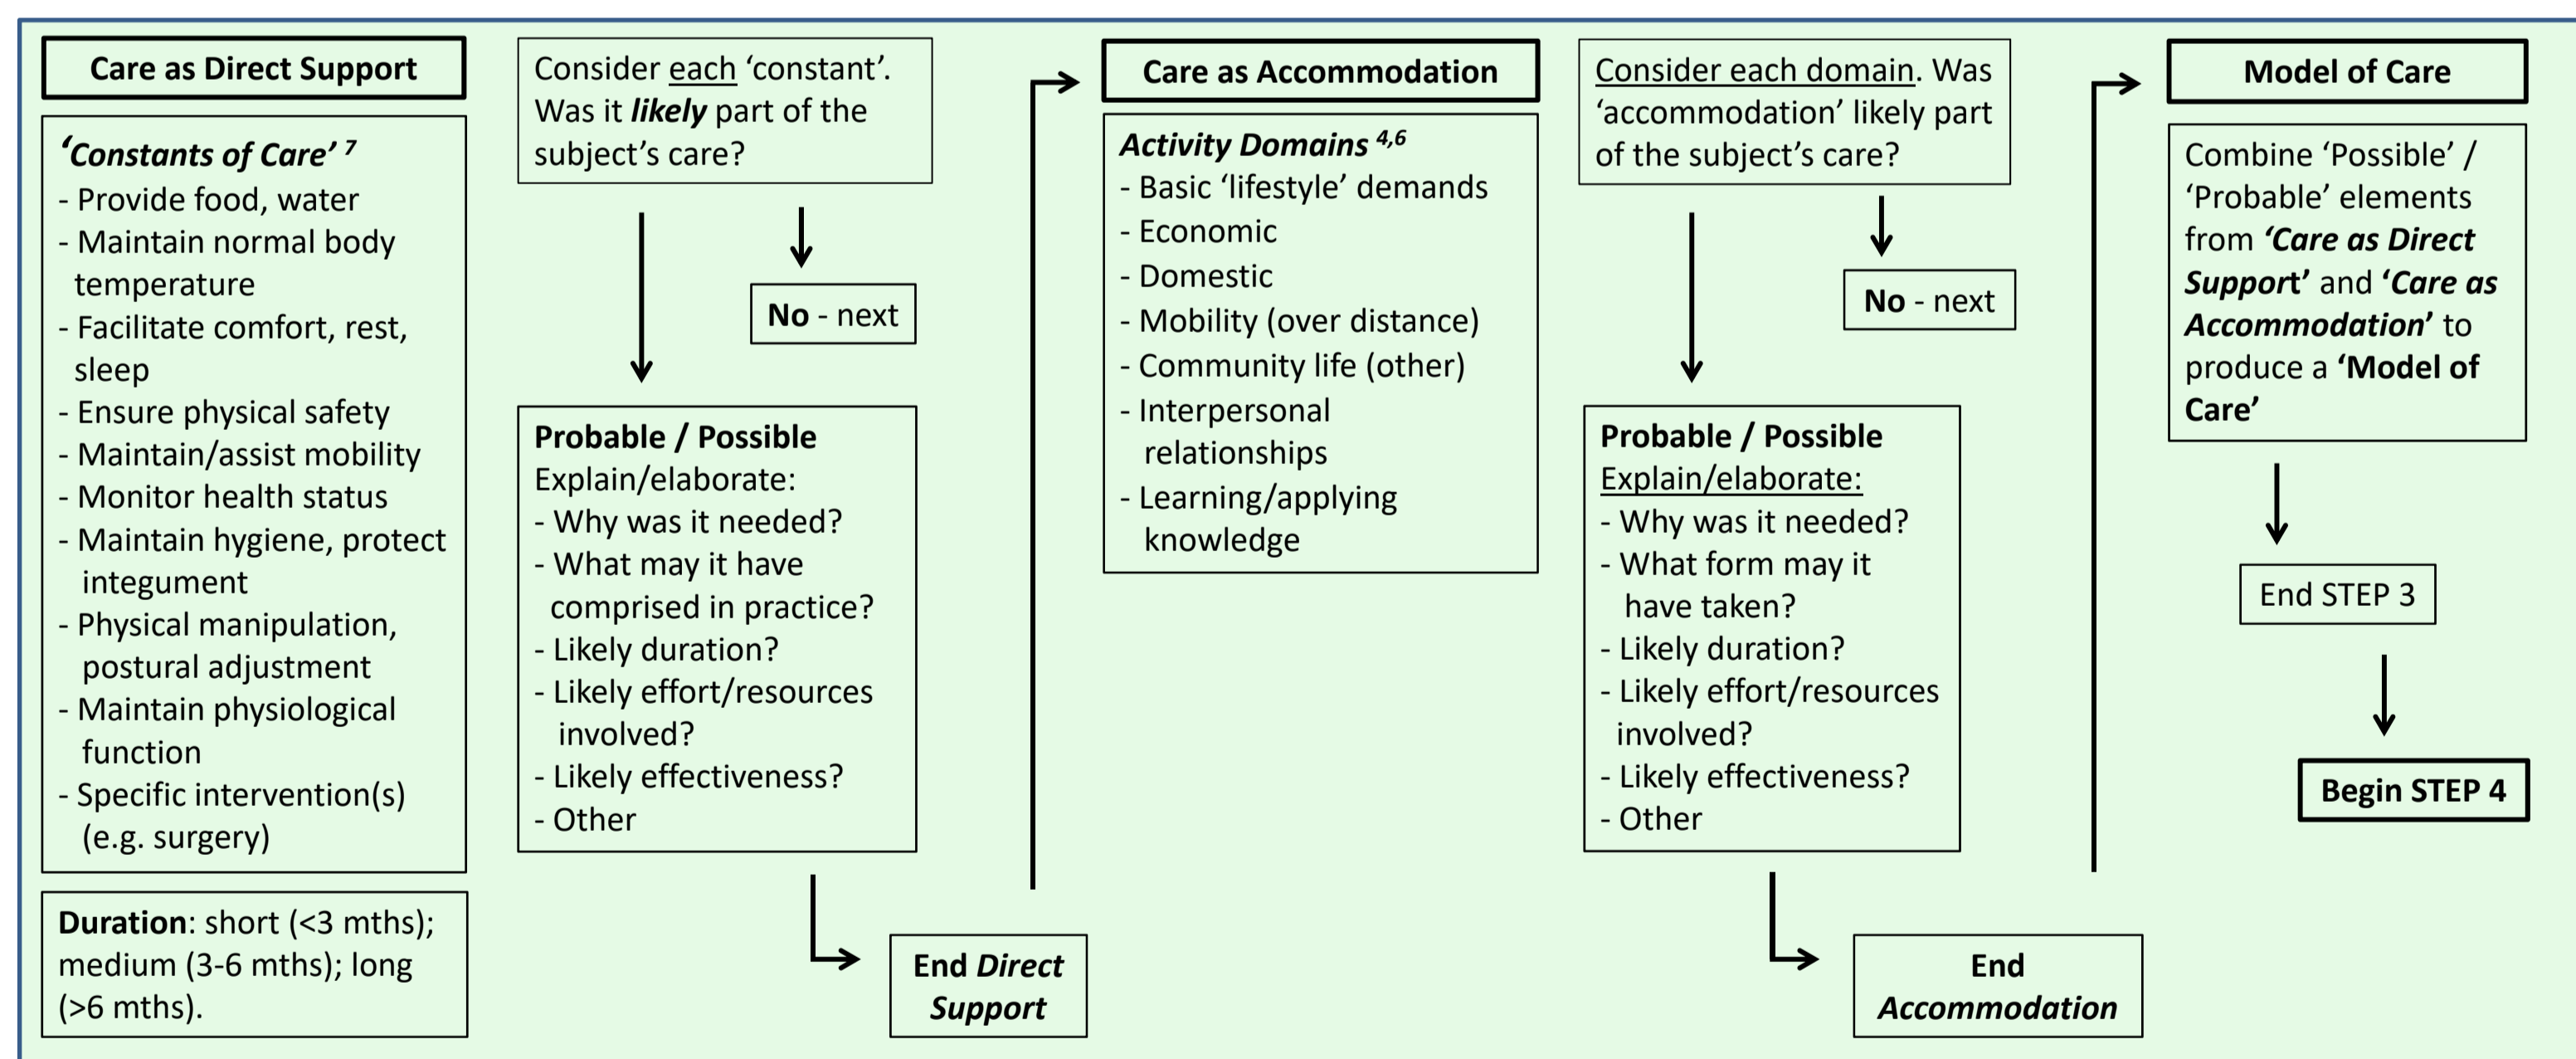 Care as Direct Support
‘Constants of Care’ 7
- Provide food, water
- Maintain normal body
temperature
- Facilitate comfort, rest,
sleep
- Ensure physical safety
- Maintain/assist mobility
- Monitor health status
- Maintain hygiene, protect
integument
- Physical manipulation,
postural adjustment
- Maintain physiological
function
- Specific intervention(s)
(e.g. surgery)
Duration: short (<3 mths);
medium (3-6 mths); long
(>6 mths).
Consider each ‘constant’.
Was it likely part of the
subject’s care?
No - next
Probable / Possible
Explain/elaborate:
- Why was it needed?
- What may it have
comprised in practice?
- Likely duration?
- Likely effort/resources
involved?
- Likely effectiveness?
- Other
End Direct
Support
Care as Accommodation
Activity Domains 4,6
- Basic ‘lifestyle’ demands
- Economic
- Domestic
- Mobility (over distance)
- Community life (other)
- Interpersonal
relationships
- Learning/applying
knowledge
Consider each domain. Was
‘accommodation’ likely part
of the subject’s care?
No - next
Probable / Possible
Explain/elaborate:
- Why was it needed?
- What form may it
have taken?
- Likely duration?
- Likely effort/resources
involved?
- Likely effectiveness?
- Other
End
Accommodation
Model of Care
Combine ‘Possible’ /
‘Probable’ elements
from ‘Care as Direct
Support’ and ‘Care as
Accommodation’ to
produce a ‘Model of
Care’
End STEP 3
Begin STEP 4